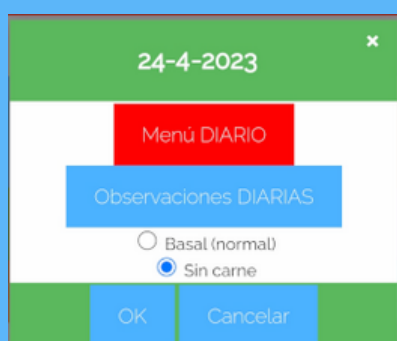 24-4-2023
×
Menú DIARIO
Observaciones DIARIAS
Basal (normal)
Sin carne
OK Cancelar